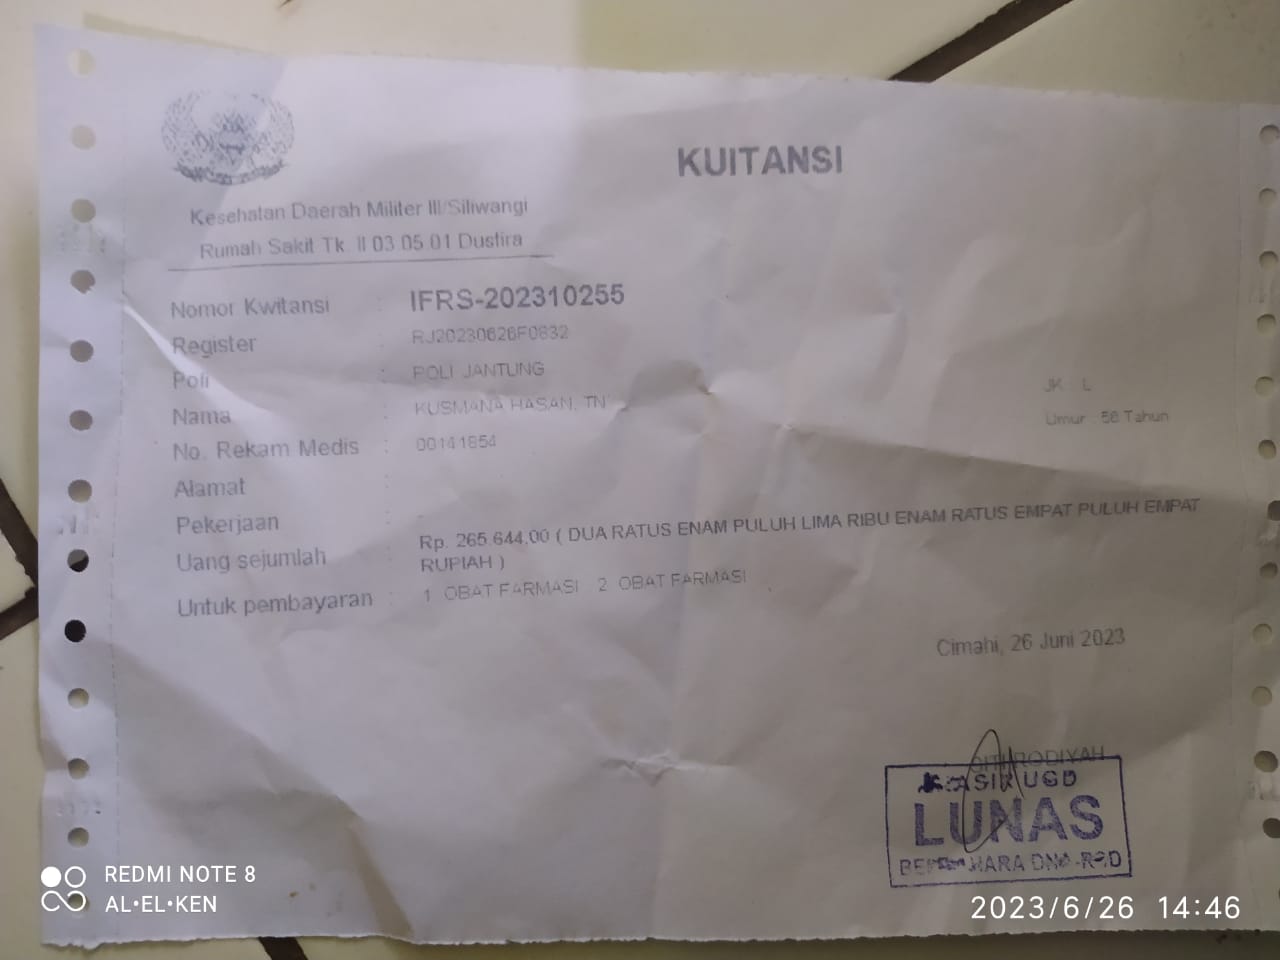 KUITANSI
Kesehatan Daerah Militer III/Siliwangi
Rumah Sakit Tk. II 03.05.01 Dustira
Nomor Kwitansi : IFRS-202310255
Register : RJ20230626F0832
Poli : POLI JANTUNG
JK : L
Nama : KUSMANA HASAN, TN
Umur : 56 Tahun
No. Rekam Medis : 00141854
Alamat :
Pekerjaan :
Uang sejumlah : Rp. 265.644,00 ( DUA RATUS ENAM PULUH LIMA RIBU ENAM RATUS EMPAT PULUH EMPAT
RUPIAH )
Untuk pembayaran : 1. OBAT FARMASI 2. OBAT FARMASI
Cimahi, 26 Juni 2023
RODIYAH
KASIR UGD
LUNAS
REDMI NOTE 8
AL•EL•KEN
2023/6/26 14:46